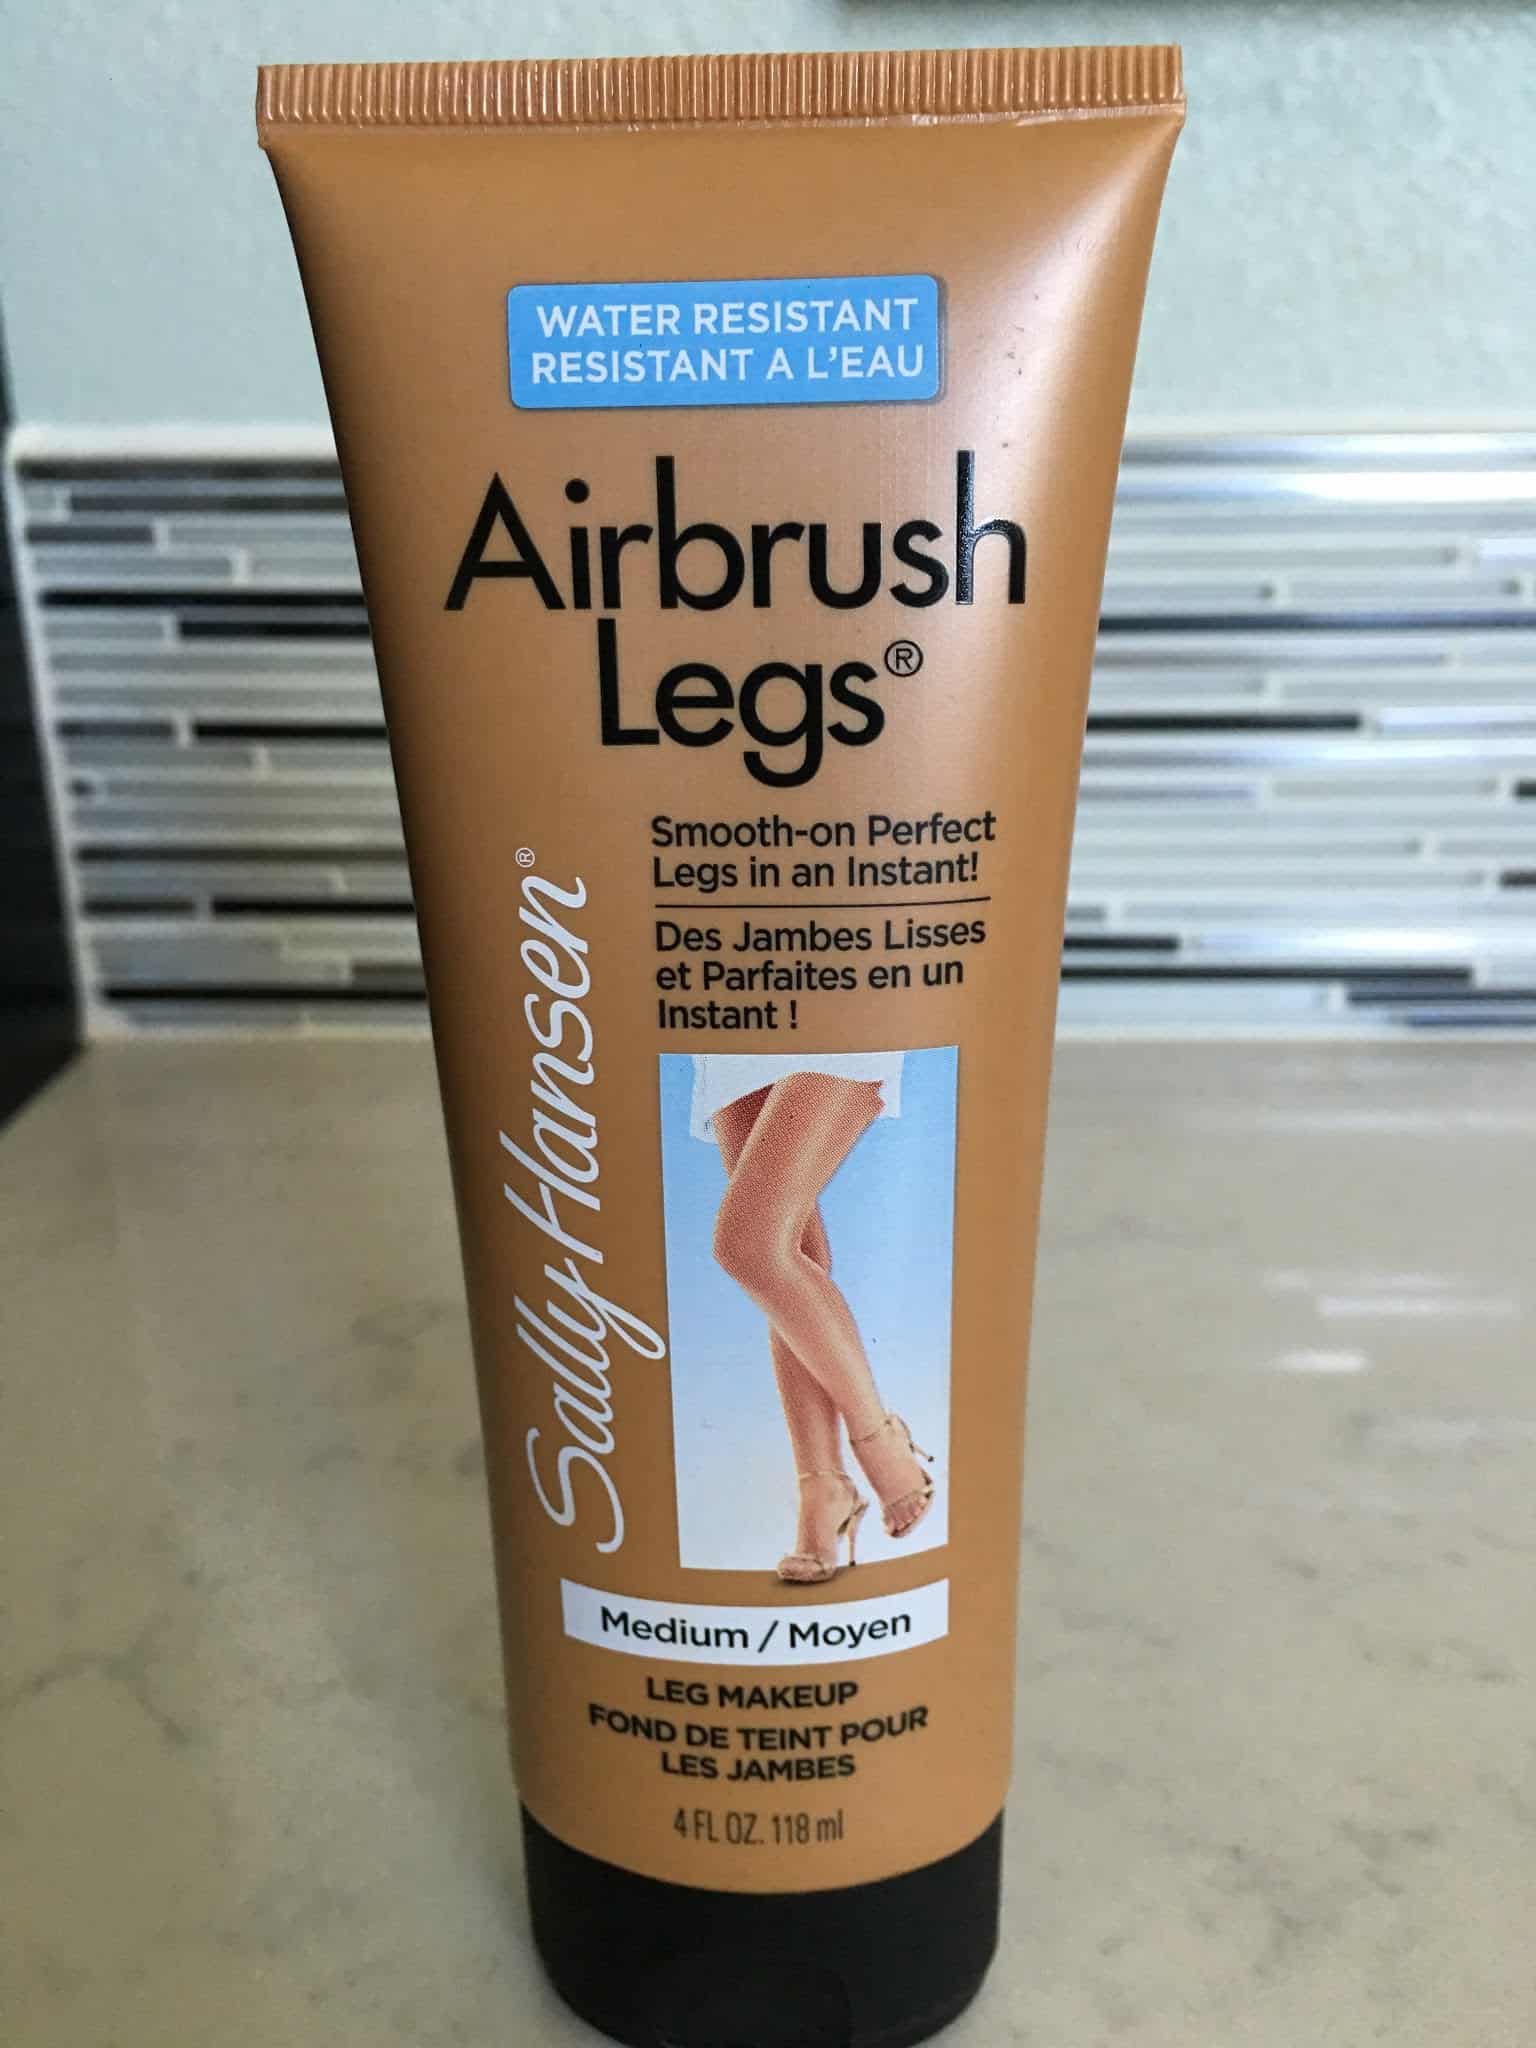 WATER RESISTANT
RESISTANT A L'EAU
Airbrush
Legs®
Smooth-on Perfect
Legs in an Instant!
Des Jambes Lisses
et Parfaites en un
Instant !
Sally Hansen®
Medium / Moyen
LEG MAKEUP
FOND DE TEINT POUR
LES JAMBES
4 FL OZ. 118 ml